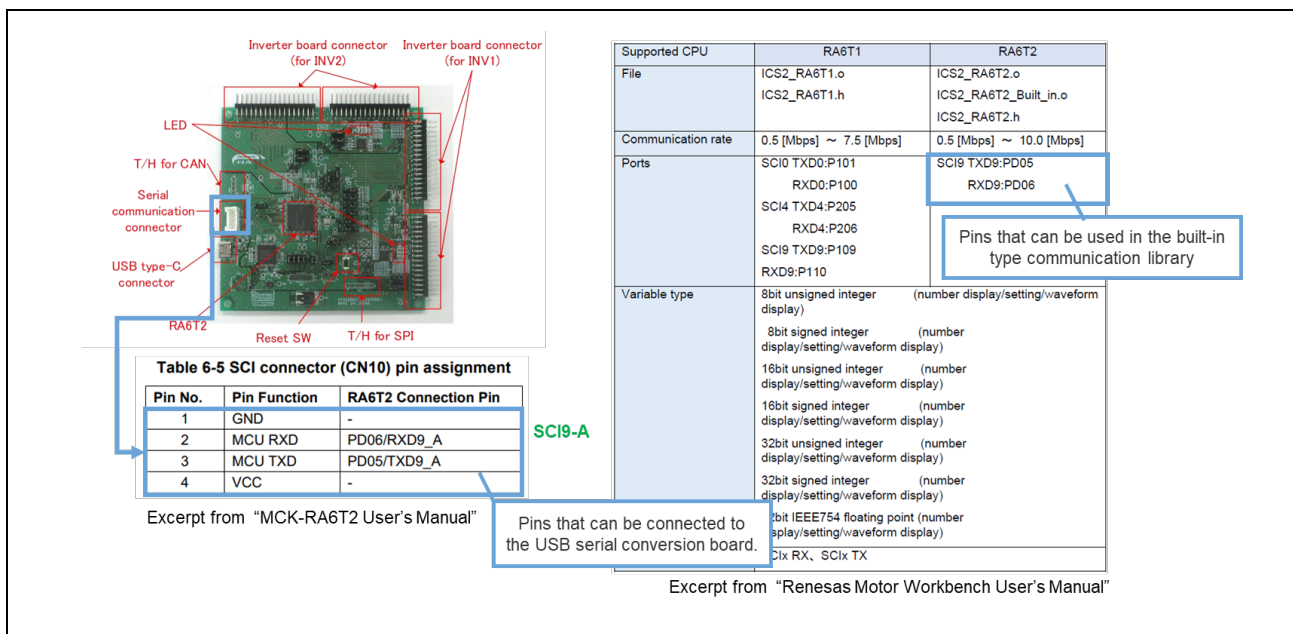 Inverter board connector
(for INV2)
Inverter board connector
(for INV1)
LED
T/H for CAN
Serial
communication
connector
USB type-C
connector
RA6T2
Reset SW
T/H for SPI
Table 6-5 SCI connector (CN10) pin assignment
Pin No. Pin Function RA6T2 Connection Pin
1 GND -
2 MCU RXD PD06/RXD9_A
3 MCU TXD PD05/TXD9_A
4 VCC -
SCI9-A
Excerpt from “MCK-RA6T2 User’s Manual”
Pins that can be connected to
the USB serial conversion board.
Supported CPU RA6T1 RA6T2
File ICS2_RA6T1.o ICS2_RA6T2.o
ICS2_RA6T1.h ICS2_RA6T2_Built_in.o
ICS2_RA6T2.h
Communication rate 0.5 [Mbps] ～ 7.5 [Mbps] 0.5 [Mbps] ～ 10.0 [Mbps]
Ports SCI0 TXD0:P101 SCI9 TXD9:PD05
RXD0:P100 RXD9:PD06
SCI4 TXD4:P205
RXD4:P206
SCI9 TXD9:P109
RXD9:P110
Pins that can be used in the built-in
type communication library
Variable type 8bit unsigned integer (number display/setting/waveform
display)
8bit signed integer (number
display/setting/waveform display)
16bit unsigned integer (number
display/setting/waveform display)
16bit signed integer (number
display/setting/waveform display)
32bit unsigned integer (number
display/setting/waveform display)
32bit signed integer (number
display/setting/waveform display)
2bit IEEE754 floating point (number
splay/setting/waveform display)
CIx RX、SCIx TX
Excerpt from “Renesas Motor Workbench User’s Manual”